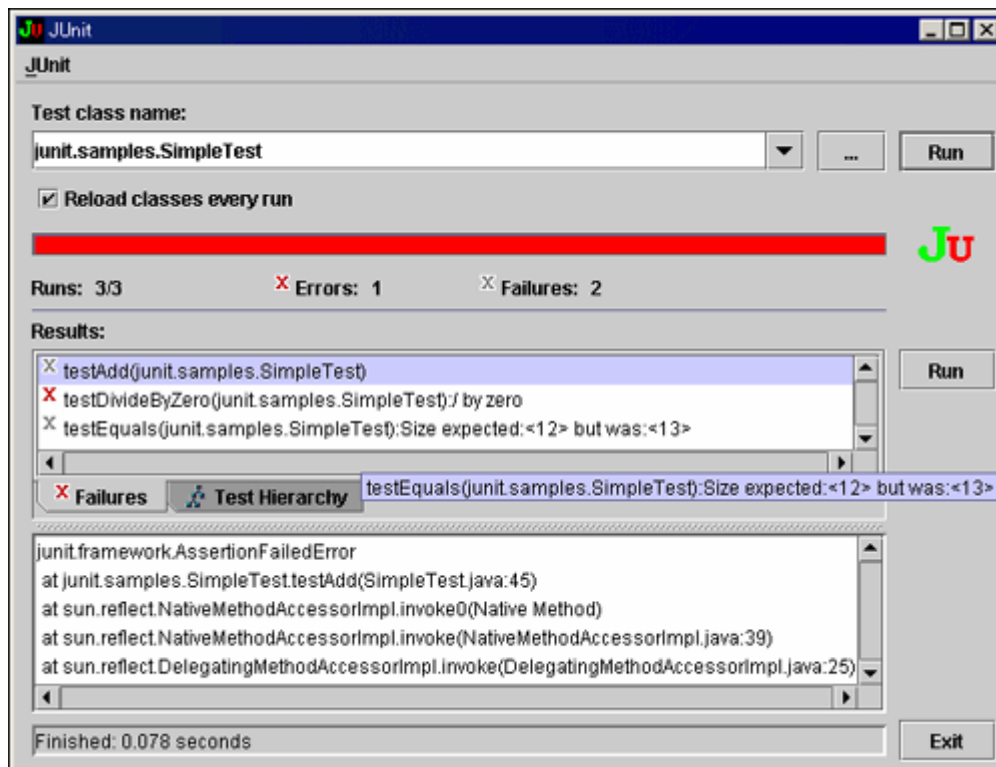 JU JUnit
JUnit
Test class name:
junit.samples.SimpleTest ... Run
Reload classes every run
JU
Runs: 3/3 X Errors: 1 X Failures: 2
Results:
X testAdd(junit.samples.SimpleTest) Run
X testDivideByZero(junit.samples.SimpleTest):/ by zero
X testEquals(junit.samples.SimpleTest):Size expected:<12> but was:<13>
X Failures Test Hierarchy testEquals(junit.samples.SimpleTest):Size expected:<12> but was:<13>
junit.framework.AssertionFailedError
at junit.samples.SimpleTest.testAdd(SimpleTest.java:45)
at sun.reflect.NativeMethodAccessorImpl.invoke0(Native Method)
at sun.reflect.NativeMethodAccessorImpl.invoke(NativeMethodAccessorImpl.java:39)
at sun.reflect.DelegatingMethodAccessorImpl.invoke(DelegatingMethodAccessorImpl.java:25)
Finished: 0.078 seconds Exit